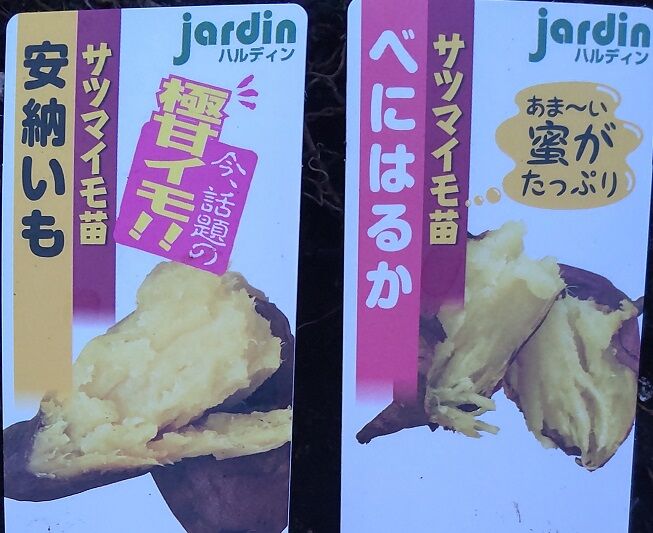 jardin
ハルディン
安納いも
サツマイモ苗
今、話題の
極甘イモ!!
jardin
ハルディン
べにはるか
サツマイモ苗
あま〜い
蜜が
たっぷり